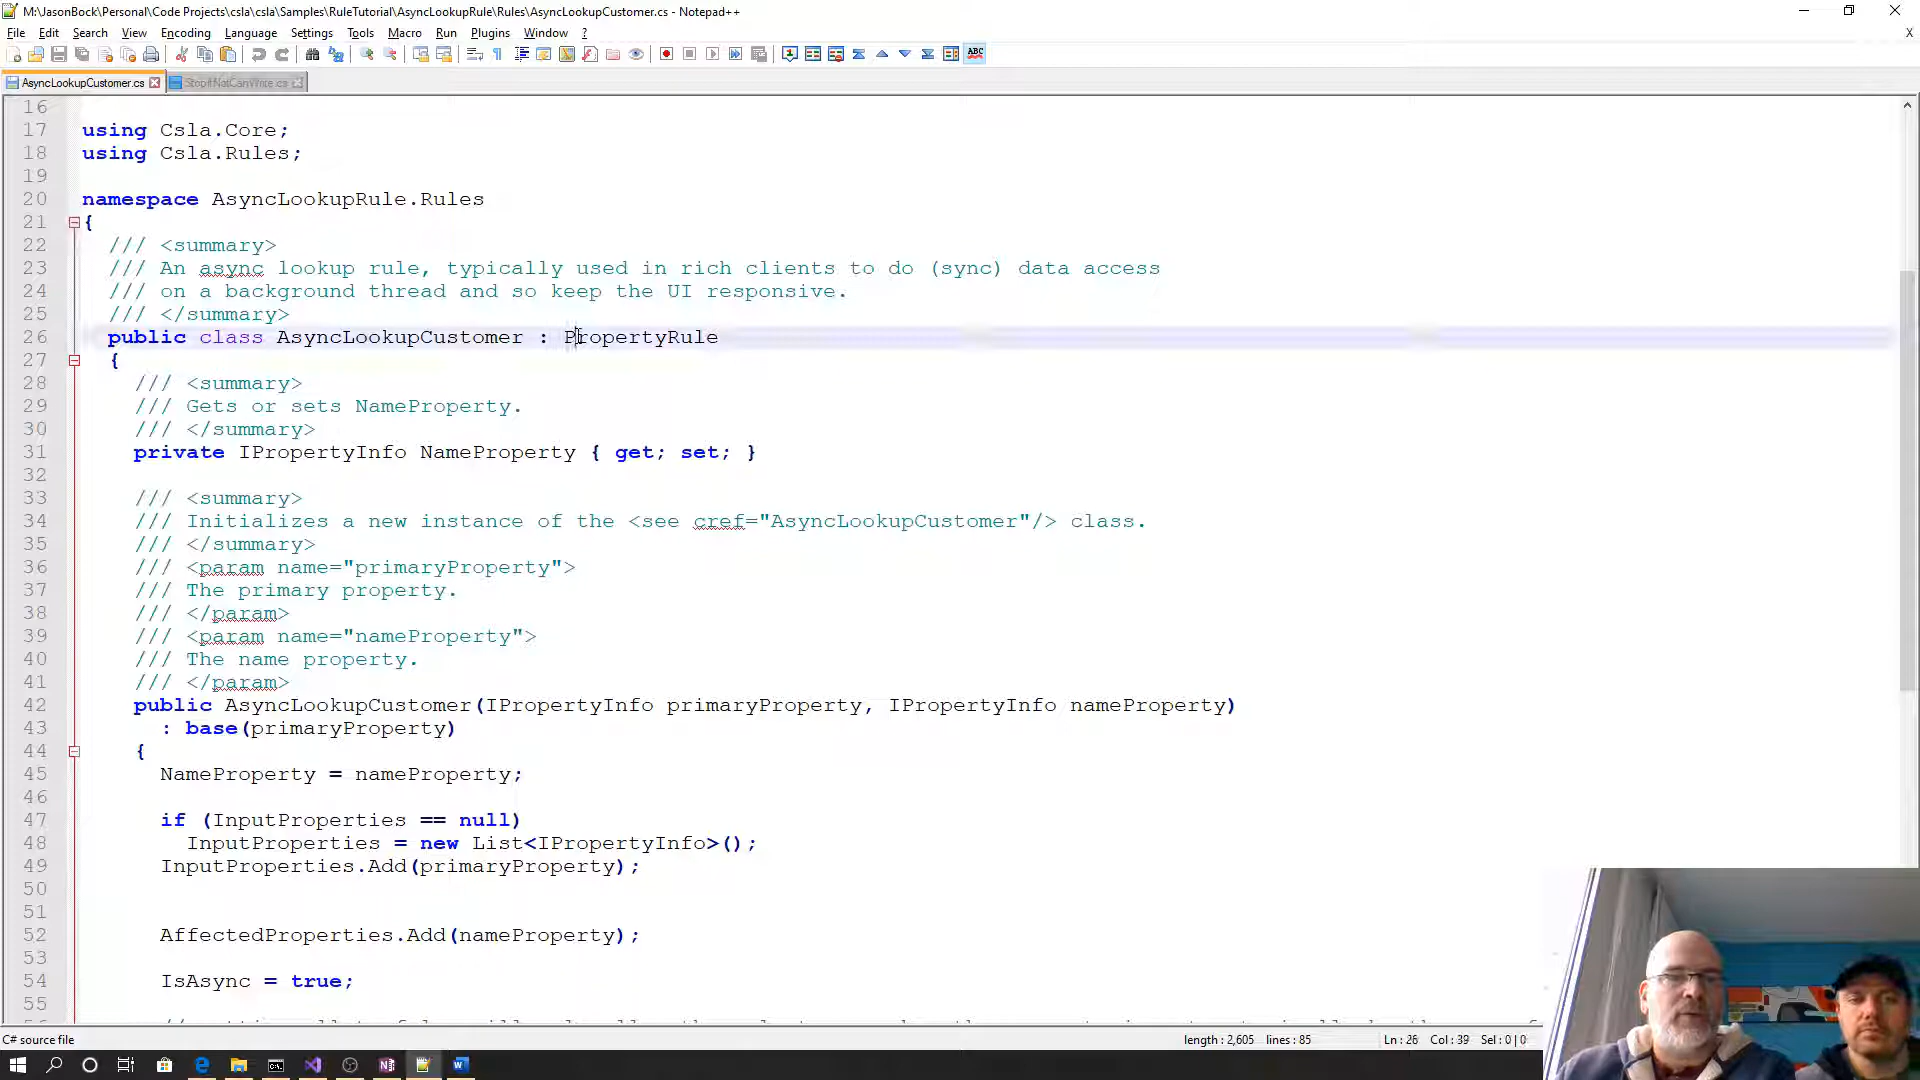 M:\JasonBock\Personal\Code Projects\csla\csla\Samples\RuleTutorial\AsyncLookupRule\Rules\AsyncLookupCustomer.cs - Notepad++
File Edit Search View Encoding Language Settings Tools Macro Run Plugins Window ? X
ABC
AsyncLookupCustomer.cs StopIfNotCanWrite.cs
16
17 using Csla.Core;
18 using Csla.Rules;
19
20 namespace AsyncLookupRule.Rules
21 {
22 /// <summary>
23 /// An async lookup rule, typically used in rich clients to do (sync) data access
24 /// on a background thread and so keep the UI responsive.
25 /// </summary>
26 public class AsyncLookupCustomer : PropertyRule
27 {
28 /// <summary>
29 /// Gets or sets NameProperty.
30 /// </summary>
31 private IPropertyInfo NameProperty { get; set; }
32
33 /// <summary>
34 /// Initializes a new instance of the <see cref="AsyncLookupCustomer"/> class.
35 /// </summary>
36 /// <param name="primaryProperty">
37 /// The primary property.
38 /// </param>
39 /// <param name="nameProperty">
40 /// The name property.
41 /// </param>
42 public AsyncLookupCustomer(IPropertyInfo primaryProperty, IPropertyInfo nameProperty)
43 : base(primaryProperty)
44 {
45 NameProperty = nameProperty;
46
47 if (InputProperties == null)
48 InputProperties = new List<IPropertyInfo>();
49 InputProperties.Add(primaryProperty);
50
51
52 AffectedProperties.Add(nameProperty);
53
54 IsAsync = true;
55
C# source file length : 2,605 lines : 85 Ln : 26 Col : 39 Sel : 0 | 0